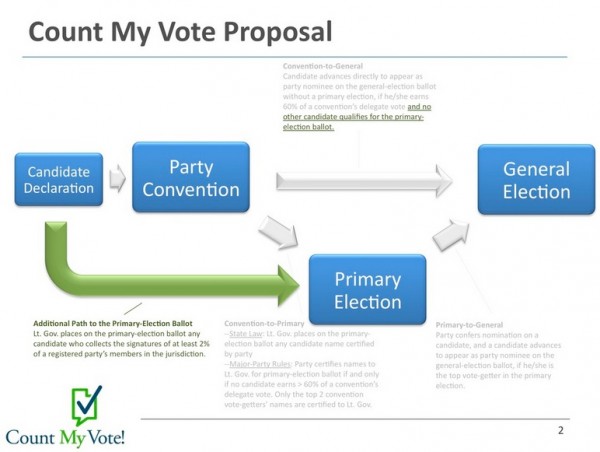 Count My Vote Proposal
Convention-to-General
Candidate advances directly to appear as
party nominee on the general-election ballot
without a primary election, if he/she earns
60% of a convention's delegate vote and no
other candidate qualifies for the primary-
election ballot.
Candidate
Declaration
Party
Convention
General
Election
Primary
Election
Additional Path to the Primary-Election Ballot
Lt. Gov. places on the primary-election ballot any
candidate who collects the signatures of at least 2%
of a registered party's members in the jurisdiction.
Convention-to-Primary
–State Law: Lt. Gov. places on the primary-
election ballot any candidate name certified
by party
–Major-Party Rules: Party certifies names to
Lt. Gov. for primary-election ballot if and only
if no candidate earns > 60% of a convention's
delegate vote. Only the top 2 convention
vote-getters' names are certified to Lt. Gov.
Primary-to-General
Party confers nomination on a
candidate, and a candidate advances
to appear as party nominee on the
general-election ballot, if he/she is
the top vote-getter in the primary
election.
Count My Vote!
2